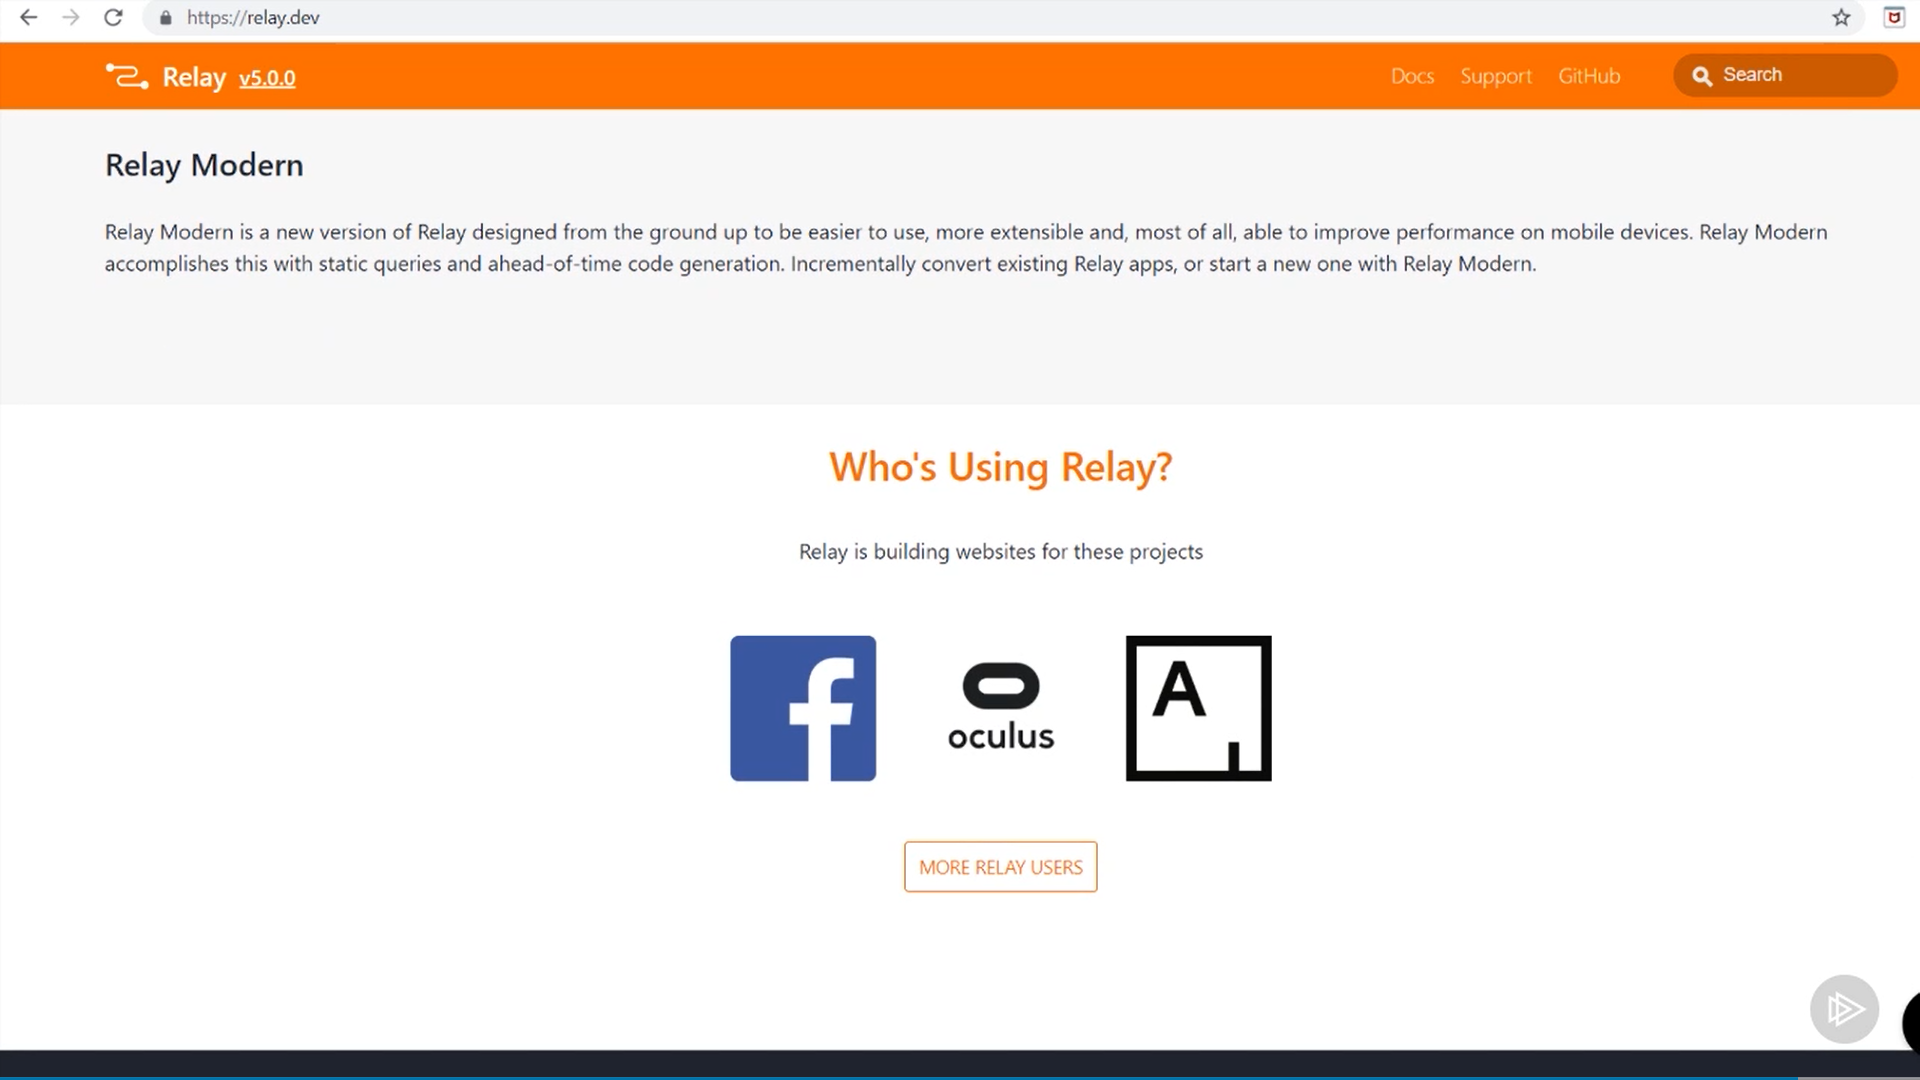 https://relay.dev
Relay v5.0.0
Docs Support GitHub Search
Relay Modern
Relay Modern is a new version of Relay designed from the ground up to be easier to use, more extensible and, most of all, able to improve performance on mobile devices. Relay Modern
accomplishes this with static queries and ahead-of-time code generation. Incrementally convert existing Relay apps, or start a new one with Relay Modern.
Who's Using Relay?
Relay is building websites for these projects
f
oculus
A
MORE RELAY USERS